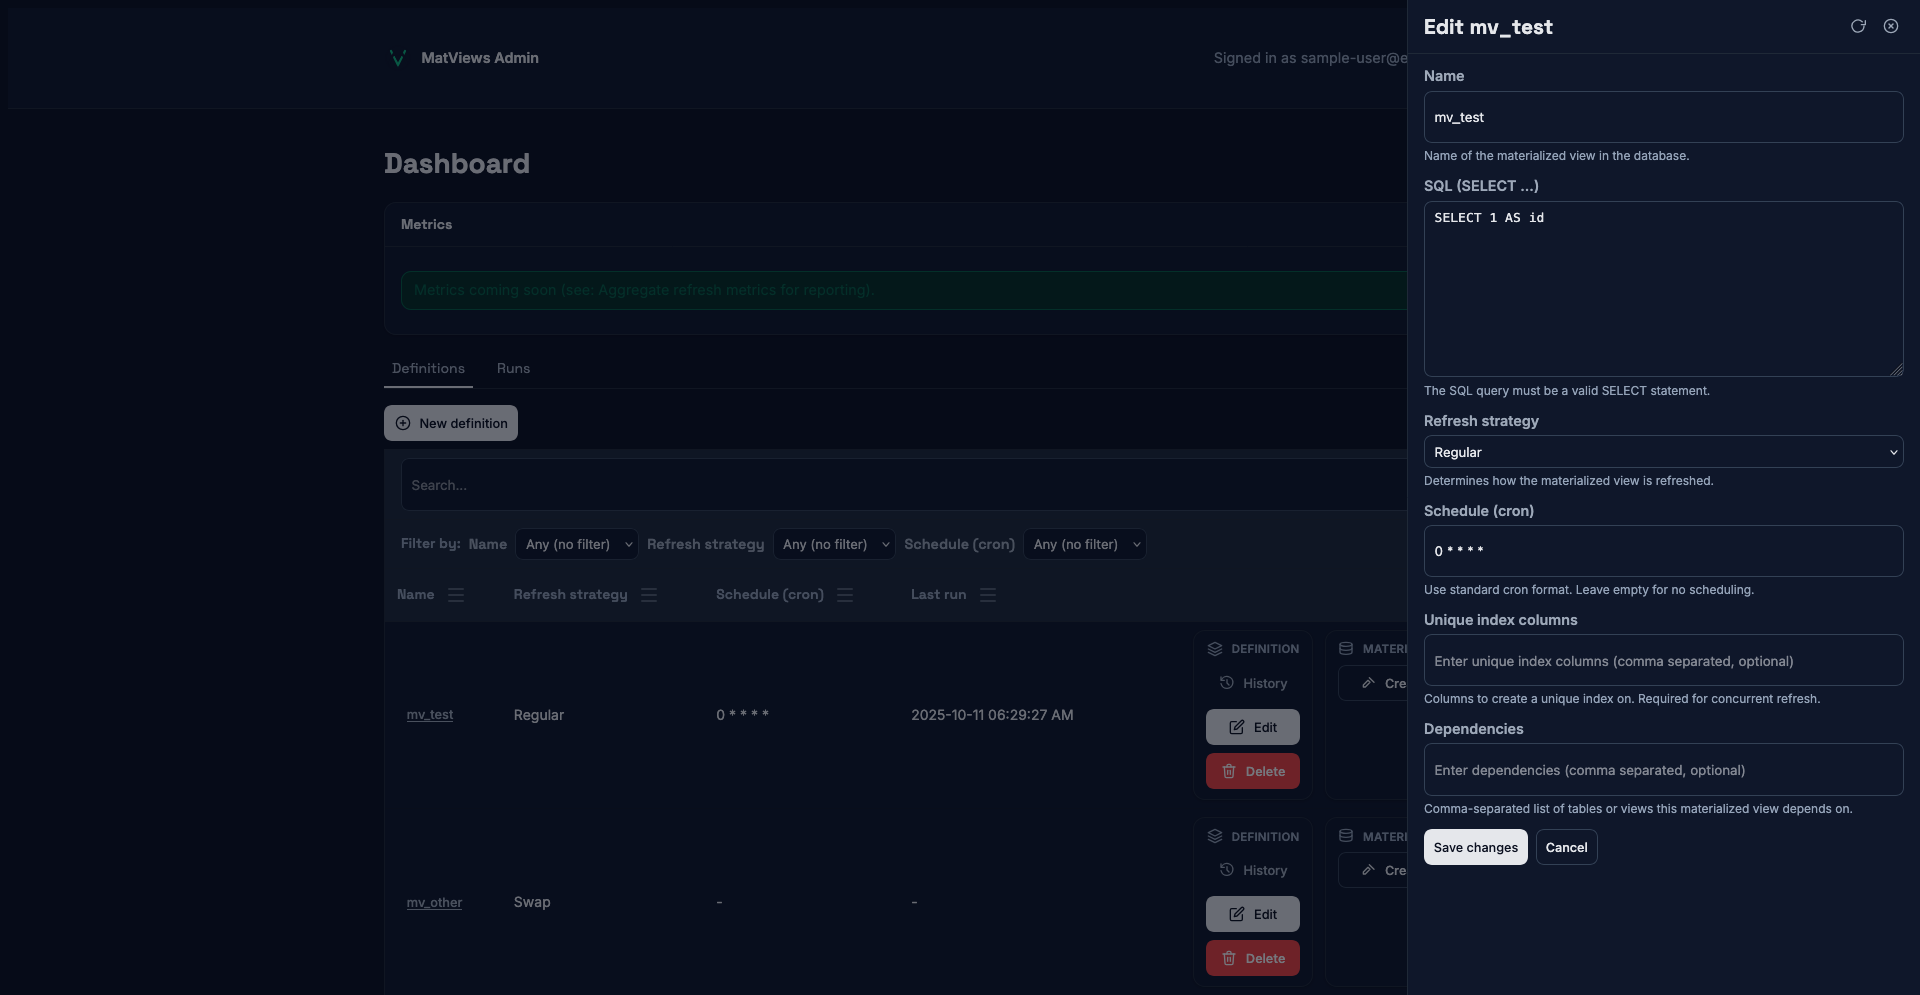 MatViews Admin
Signed in as sample-user@e
Dashboard
Metrics
Metrics coming soon (see: Aggregate refresh metrics for reporting).
Definitions
Runs
New definition
Search...
Filter by: Name Any (no filter) Refresh strategy Any (no filter) Schedule (cron) Any (no filter)
Name Refresh strategy Schedule (cron) Last run
mv_test Regular 0 * * * * 2025-10-11 06:29:27 AM
DEFINITION
History
Edit
Delete
MATERI
Cre
mv_other Swap - -
DEFINITION
History
Edit
Delete
MATERI
Cre
Edit mv_test
Name
mv_test
Name of the materialized view in the database.
SQL (SELECT ...)
SELECT 1 AS id
The SQL query must be a valid SELECT statement.
Refresh strategy
Regular
Determines how the materialized view is refreshed.
Schedule (cron)
0 * * * *
Use standard cron format. Leave empty for no scheduling.
Unique index columns
Enter unique index columns (comma separated, optional)
Columns to create a unique index on. Required for concurrent refresh.
Dependencies
Enter dependencies (comma separated, optional)
Comma-separated list of tables or views this materialized view depends on.
Save changes
Cancel